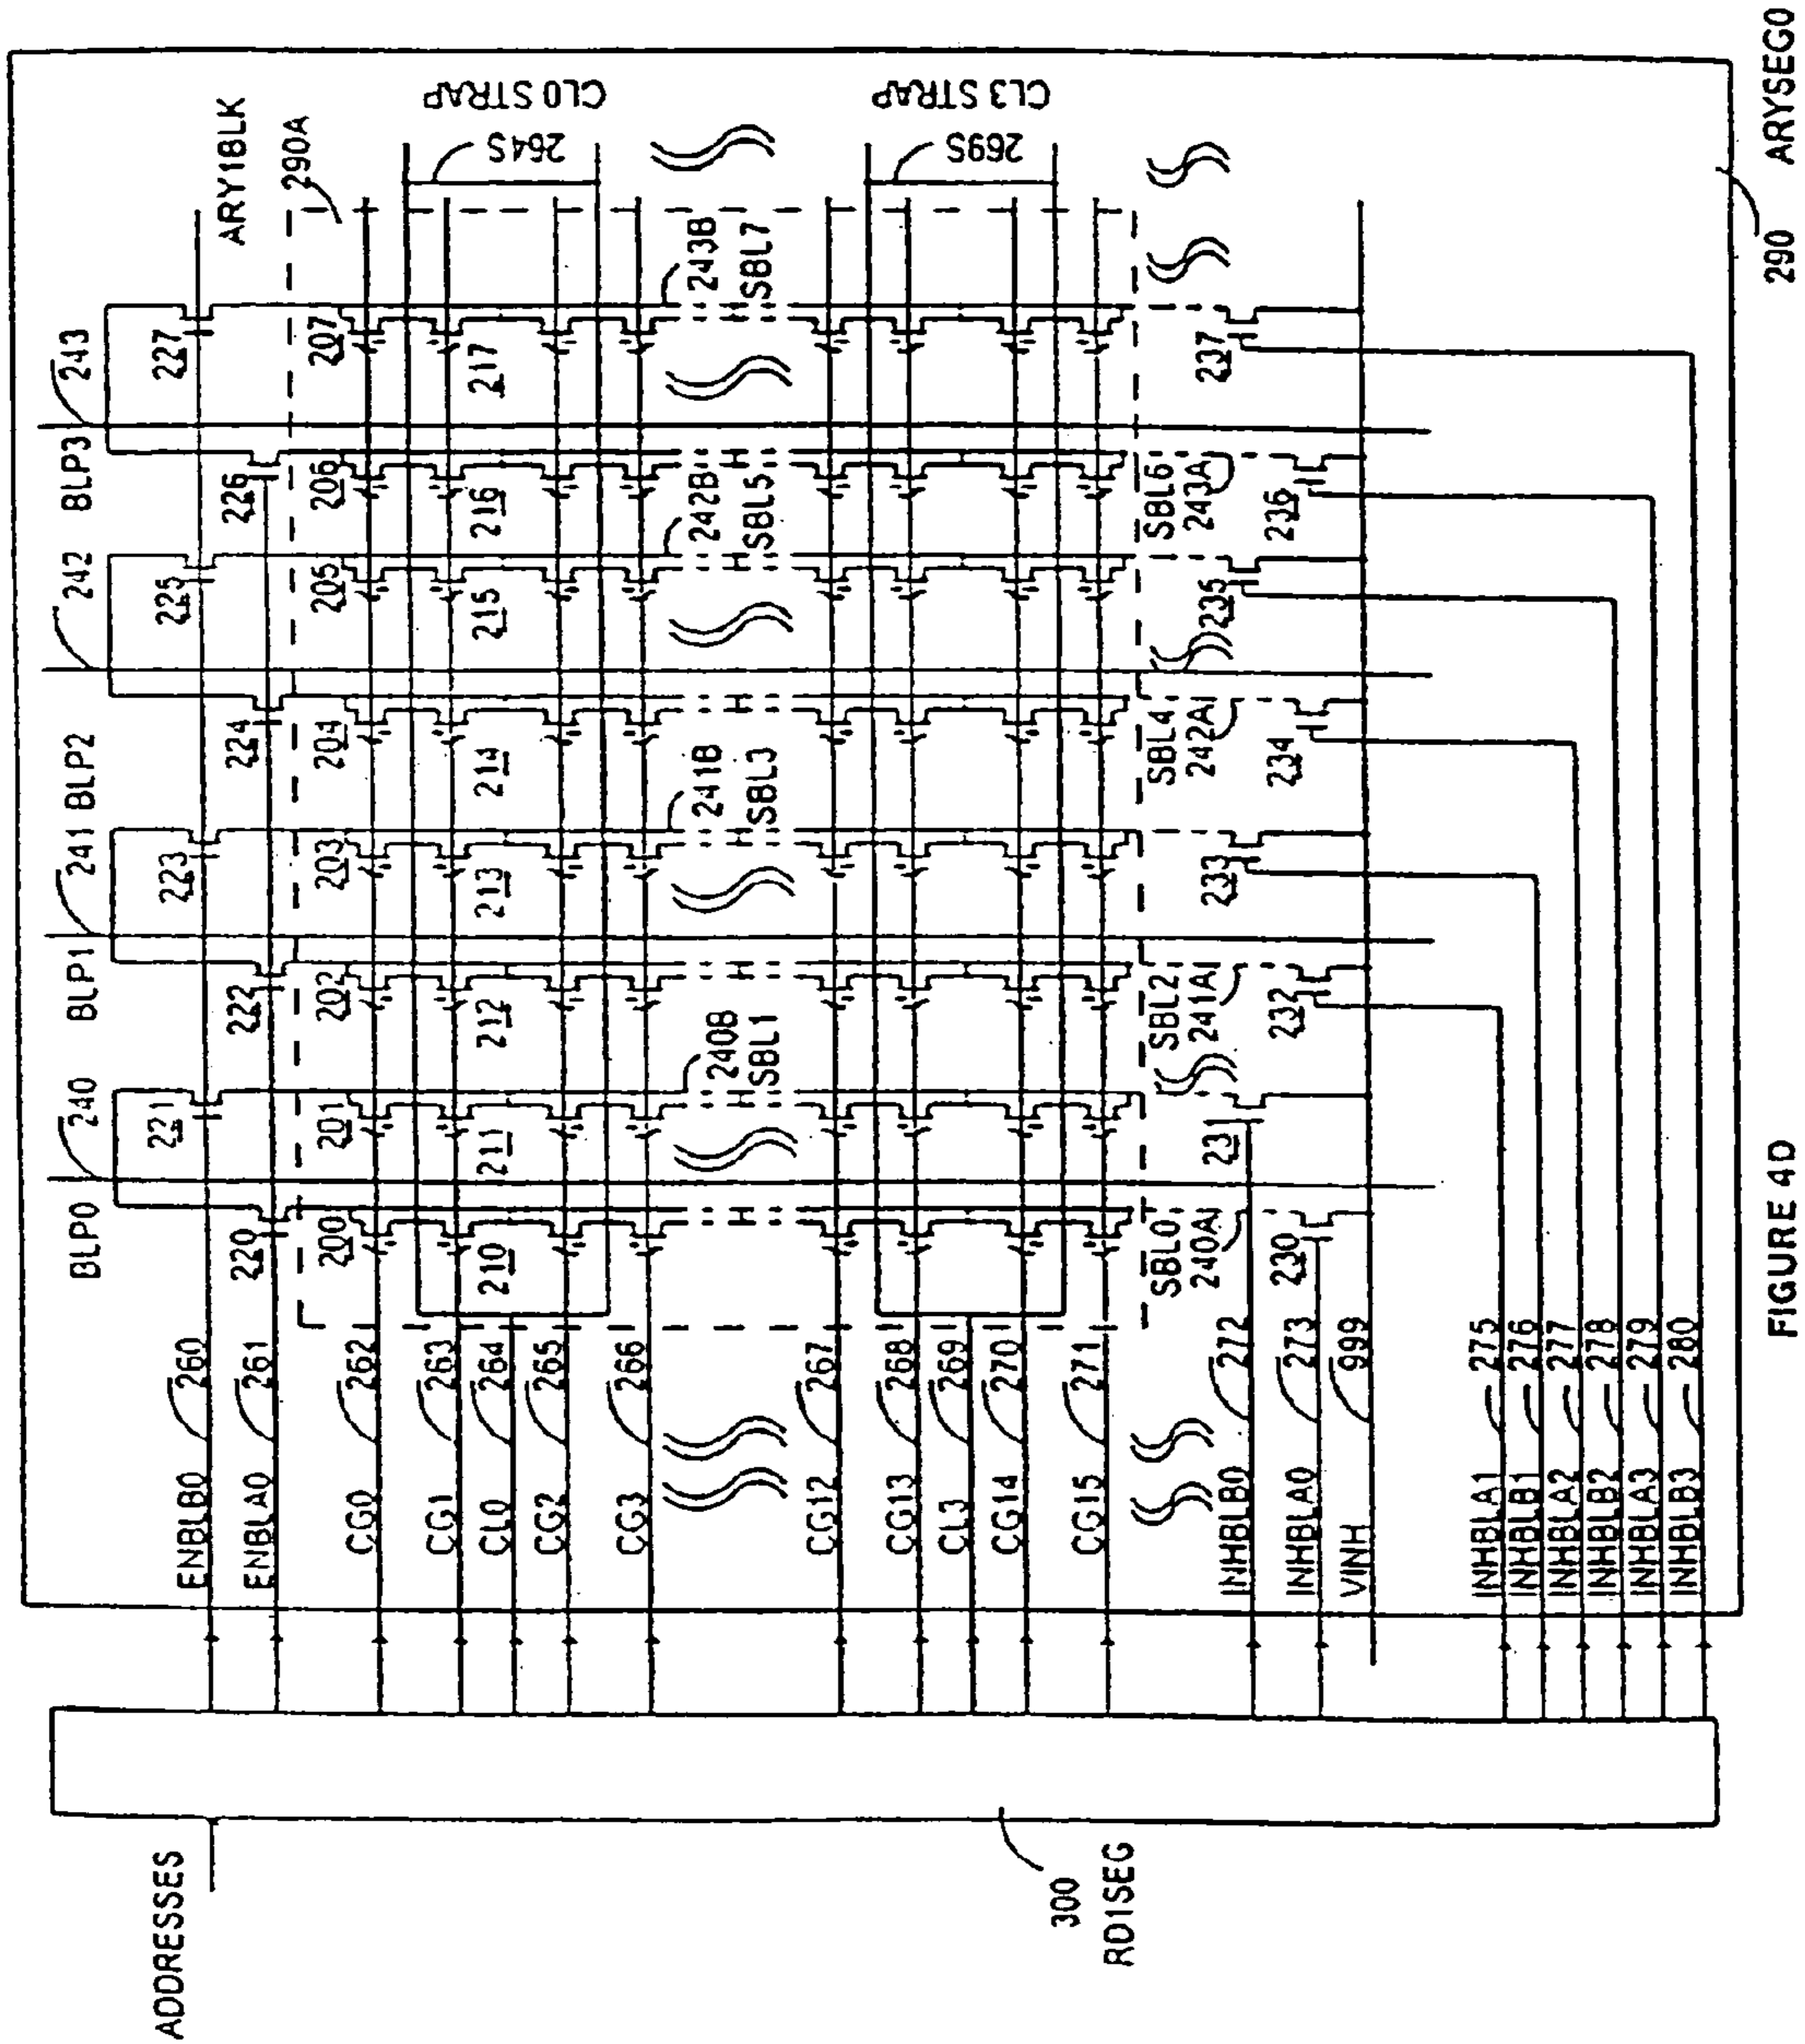 ADDRESSES
300
RD1SEG
BLP0
240
BLP1
241
BLP2
242
BLP3
243
ENBLB0
260
221
223
225
227
ENBLA0
261
220
222
224
226
ARY1BLK
290A
CG0
262
200
201
202
203
204
205
206
207
CG1
263
CL0
264
CG2
265
210
211
212
213
214
215
216
217
264S
CL0 STRAP
CG3
266
240B
SBL1
241B
SBL3
242B
SBL5
243B
SBL7
CG12
267
CG13
268
CL3
269
CG14
270
269S
CL3 STRAP
CG15
271
SBL0
240A
SBL2
241A
SBL4
242A
SBL6
243A
INHBLB0
272
231
233
235
237
INHBLA0
273
230
232
234
236
VINH
999
INHBLA1
275
INHBLB1
276
INHBLA2
277
INHBLB2
278
INHBLA3
279
INHBLB3
280
290
ARYSEG0
FIGURE 4D